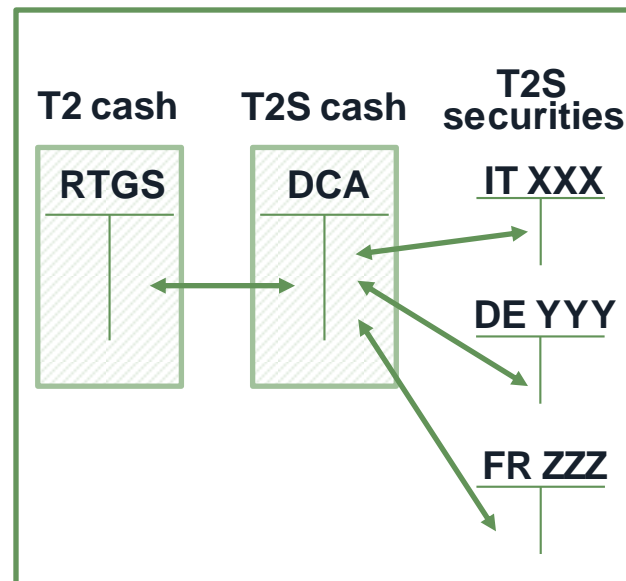 T2 cash
T2S cash
T2S
securities
RTGS
DCA
IT XXX
DE YYY
FR ZZZ